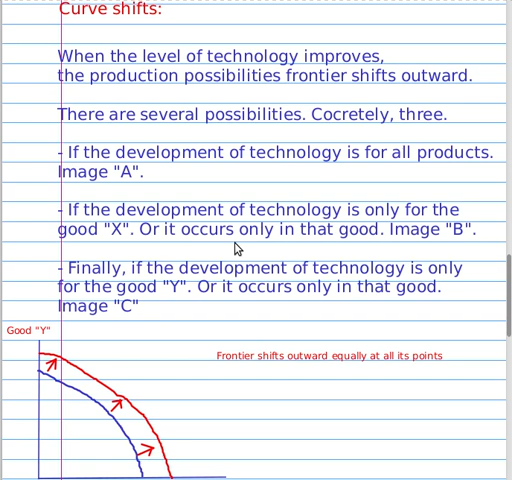 Curve shifts:
When the level of technology improves,
the production possibilities frontier shifts outward.
There are several possibilities. Cocretely, three.
- If the development of technology is for all products.
Image "A".
- If the development of technology is only for the
good "X". Or it occurs only in that good. Image "B".
- Finally, if the development of technology is only
for the good "Y". Or it occurs only in that good.
Image "C"
Good "Y"
Frontier shifts outward equally at all its points